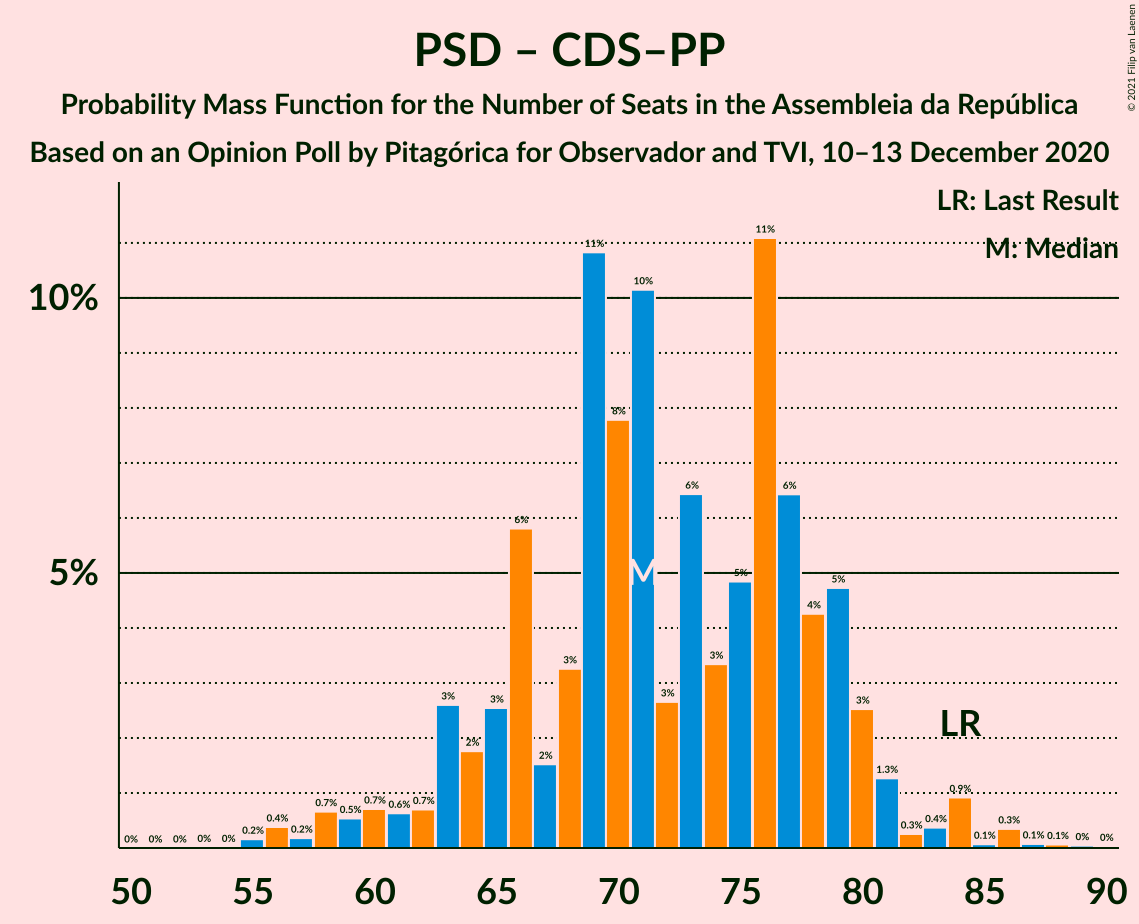 © 2021 Filip van Laenen
PSD – CDS–PP
Probability Mass Function for the Number of Seats in the Assembleia da República
Based on an Opinion Poll by Pitagórica for Observador and TVI, 10–13 December 2020
LR: Last Result
M: Median
10%
5%
0% 0% 0% 0% 0% 0.2% 0.4% 0.2% 0.7% 0.5% 0.7% 0.6% 0.7% 3% 2% 3% 6% 2% 3% 11% 8% 10% 3% 6% 3% 5% 11% 6% 4% 5% 3% 1.3% 0.3% 0.4% 0.9% 0.1% 0.3% 0.1% 0.1% 0% 0%
M
LR
50 55 60 65 70 75 80 85 90